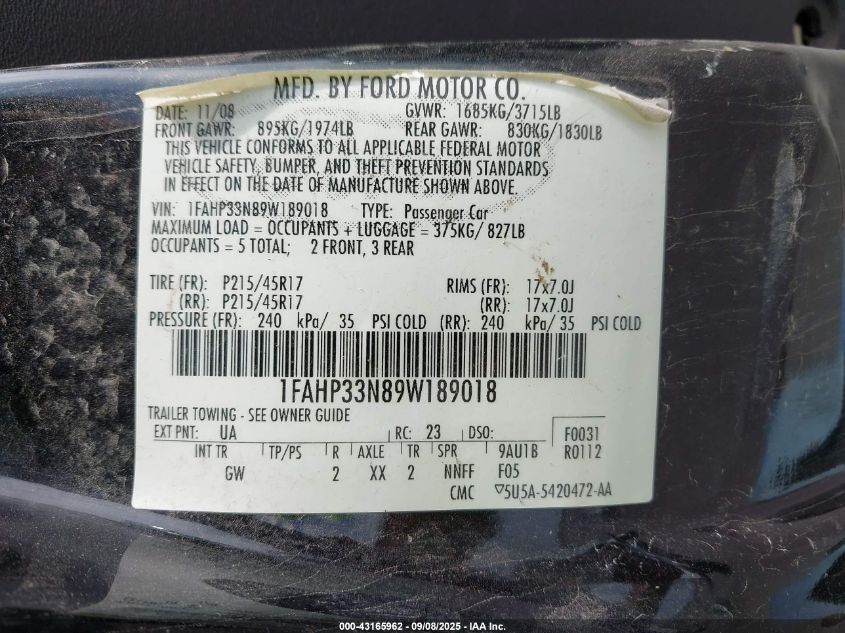 MFD. BY FORD MOTOR CO.
DATE: 11/08 GVWR: 1685KG/3715LB
FRONT GAWR: 895KG/1974LB REAR GAWR: 830KG/1830LB
THIS VEHICLE CONFORMS TO ALL APPLICABLE FEDERAL MOTOR
VEHICLE SAFETY, BUMPER, AND THEFT PREVENTION STANDARDS
IN EFFECT ON THE DATE OF MANUFACTURE SHOWN ABOVE.
VIN: 1FAHP33N89W189018 TYPE: Passenger Car
MAXIMUM LOAD = OCCUPANTS + LUGGAGE = 375KG/ 827LB
OCCUPANTS = 5 TOTAL; 2 FRONT, 3 REAR
TIRE (FR): P215/45R17 RIMS (FR): 17x7.0J
(RR): P215/45R17 (RR): 17x7.0J
PRESSURE (FR): 240 kPa/ 35 PSI COLD (RR): 240 kPa/ 35 PSI COLD
1FAHP33N89W189018
TRAILER TOWING - SEE OWNER GUIDE
EXT PNT: UA RC: 23 DSO: F0031
INT TR TP/PS R AXLE TR SPR 9AU1B R0112
GW 2 XX 2 NNFF F05
CMC ▽5U5A-5420472-AA
000-43165962 - 09/08/2025 - IAA Inc.